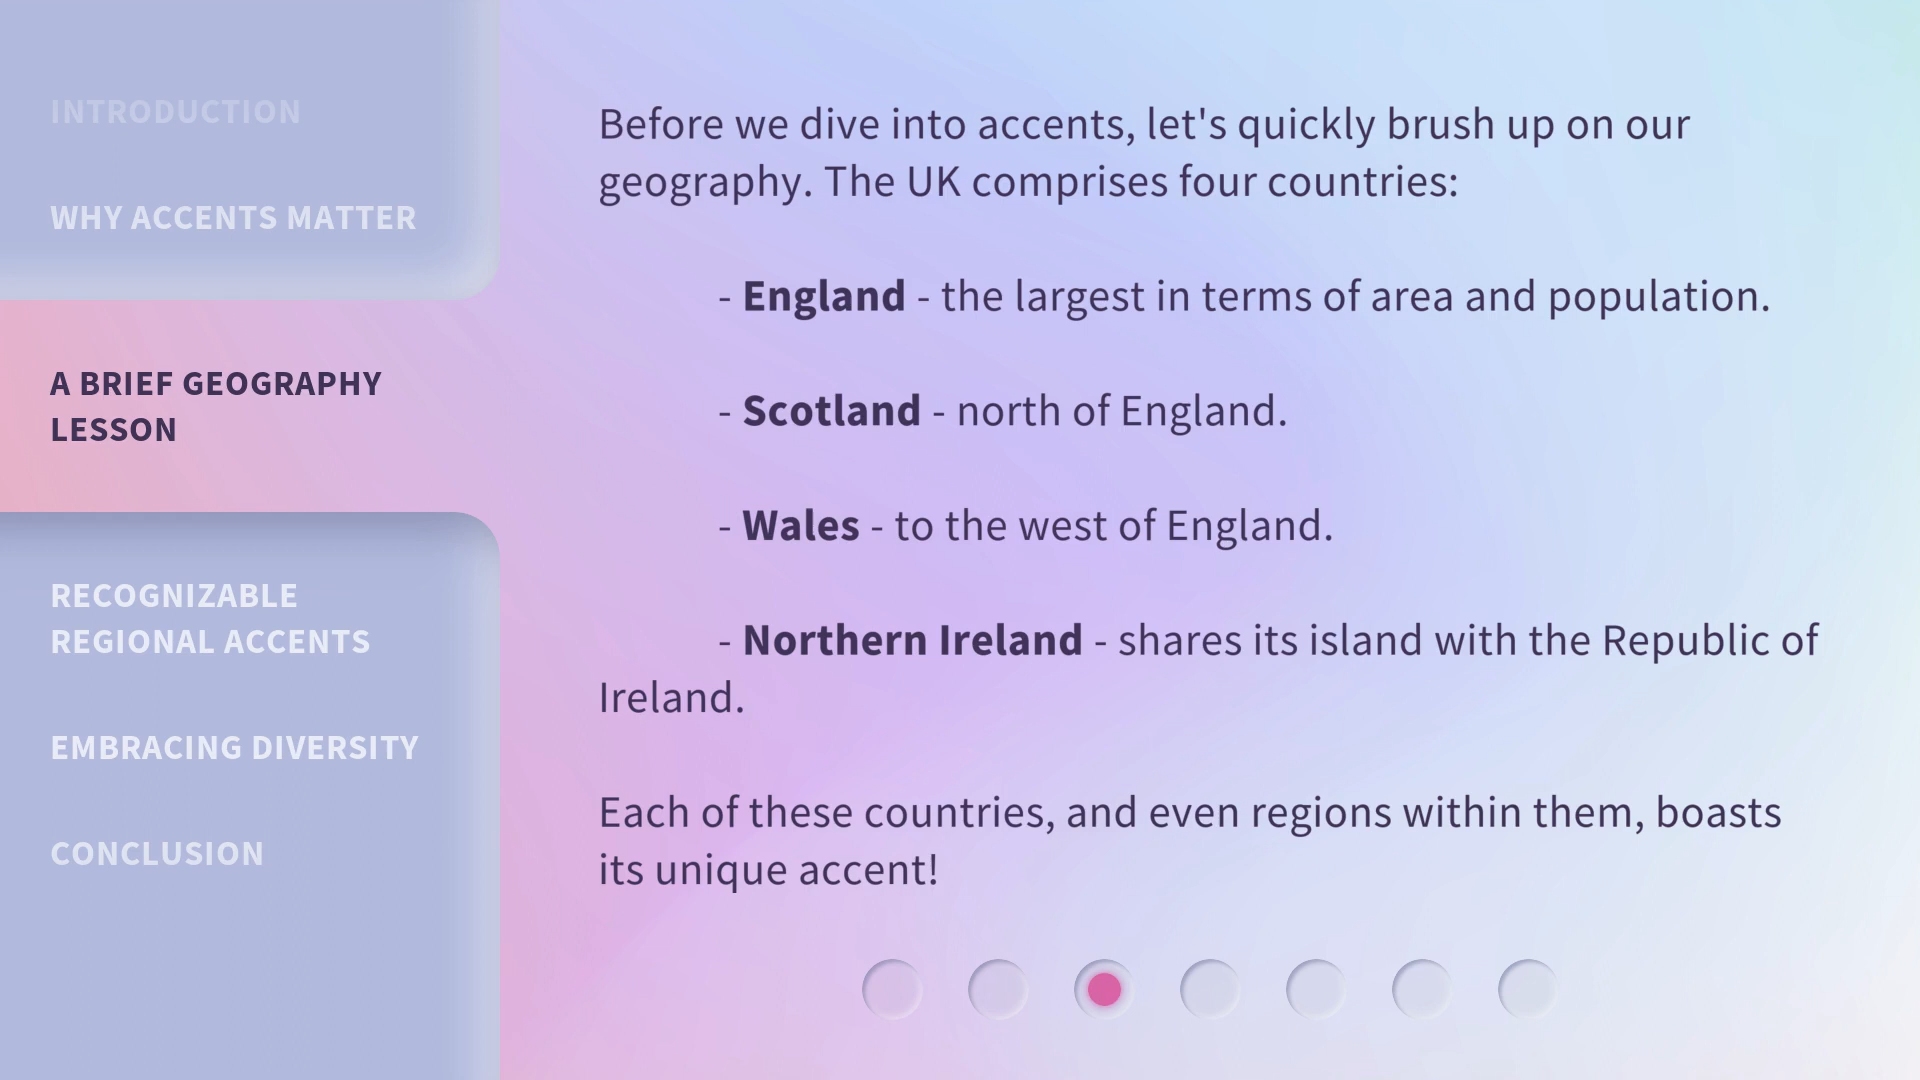 INTRODUCTION
WHY ACCENTS MATTER
A BRIEF GEOGRAPHY
LESSON
RECOGNIZABLE
REGIONAL ACCENTS
EMBRACING DIVERSITY
CONCLUSION
Before we dive into accents, let's quickly brush up on our
geography. The UK comprises four countries:
- England - the largest in terms of area and population.
- Scotland - north of England.
- Wales - to the west of England.
- Northern Ireland - shares its island with the Republic of
Ireland.
Each of these countries, and even regions within them, boasts
its unique accent!